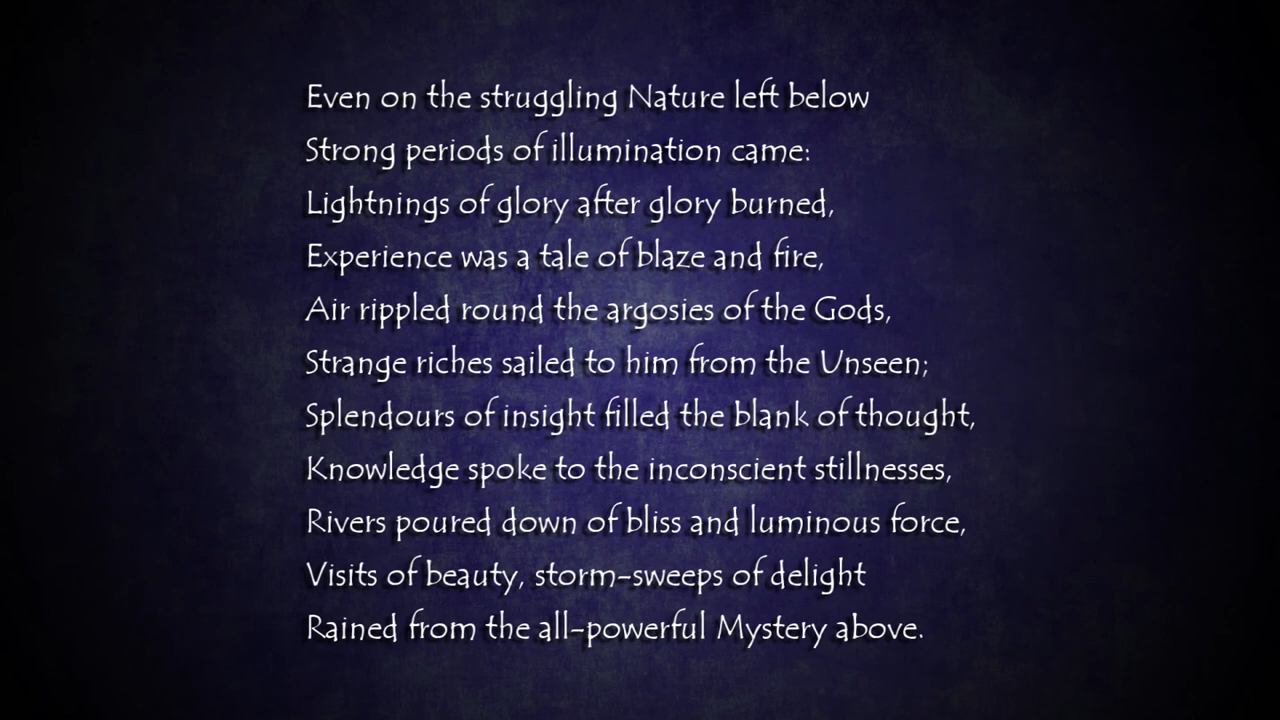 Even on the struggling Nature left below
Strong periods of illumination came:
Lightnings of glory after glory burned,
Experience was a tale of blaze and fire,
Air rippled round the argosies of the Gods,
Strange riches sailed to him from the Unseen;
Splendours of insight filled the blank of thought,
Knowledge spoke to the inconscient stillnesses,
Rivers poured down of bliss and luminous force,
Visits of beauty, storm-sweeps of delight
Rained from the all-powerful Mystery above.